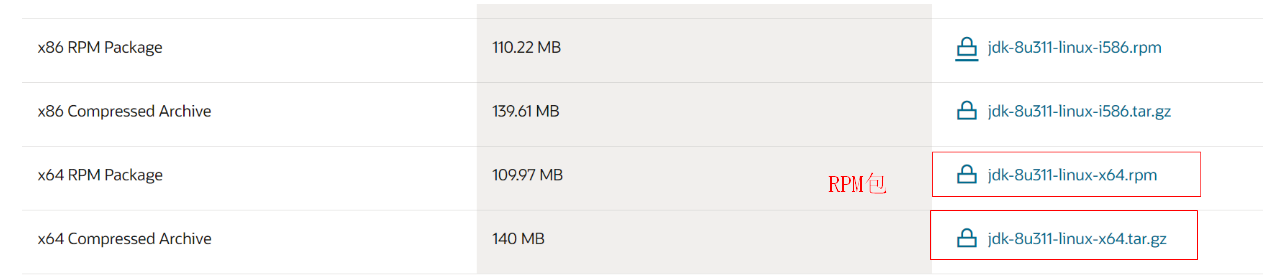 x86 RPM Package 110.22 MB jdk-8u311-linux-i586.rpm
x86 Compressed Archive 139.61 MB jdk-8u311-linux-i586.tar.gz
x64 RPM Package 109.97 MB RPM包 jdk-8u311-linux-x64.rpm
x64 Compressed Archive 140 MB jdk-8u311-linux-x64.tar.gz